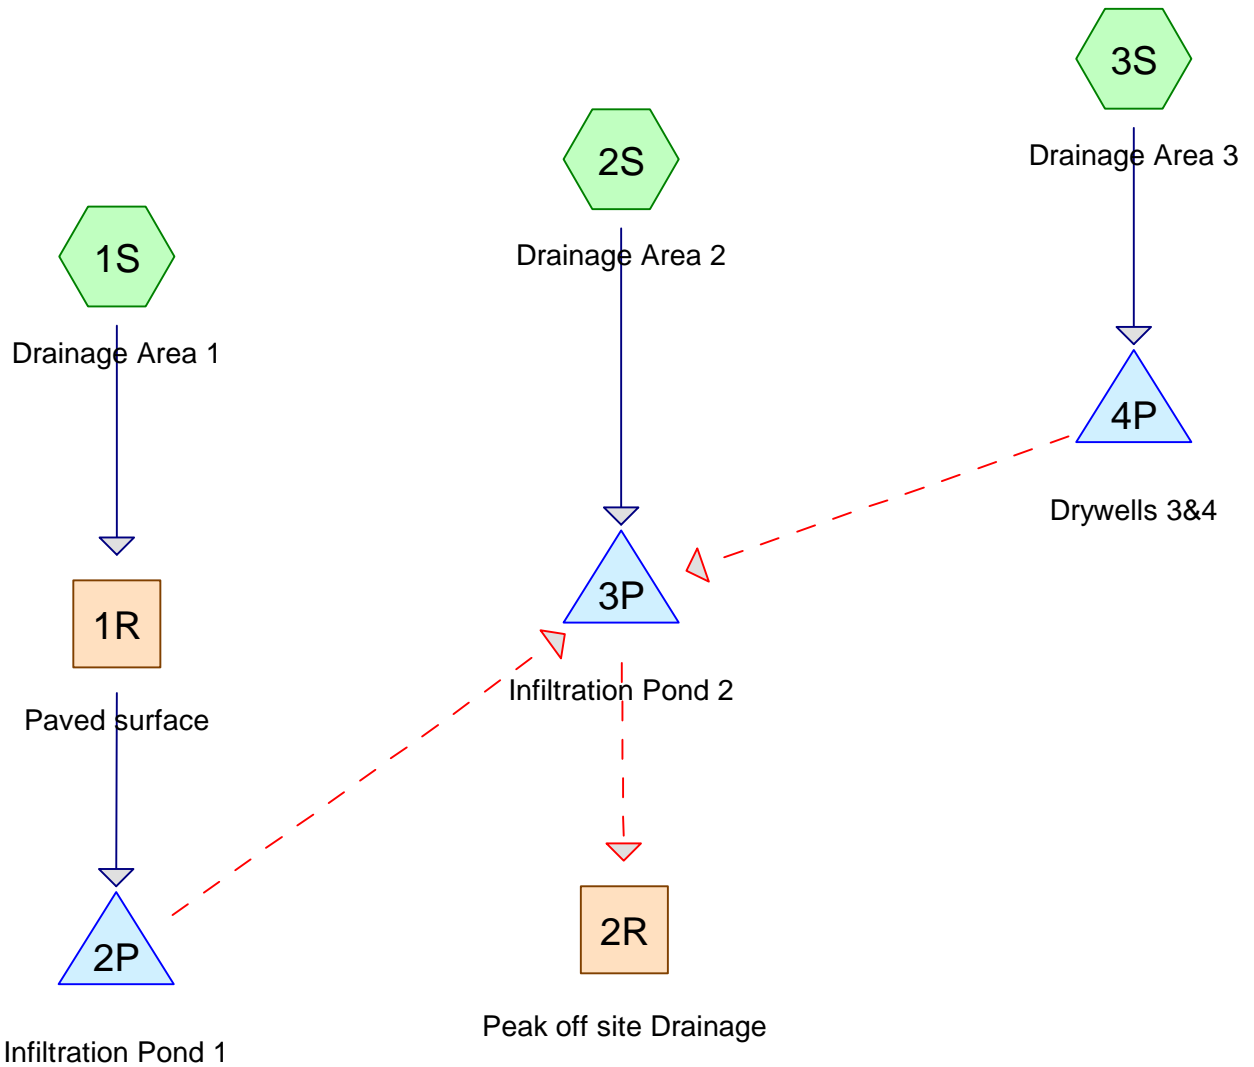 3S
Drainage Area 3
2S
Drainage Area 2
1S
Drainage Area 1
4P
Drywells 3&4
3P
Infiltration Pond 2
1R
Paved surface
2P
Infiltration Pond 1
2R
Peak off site Drainage